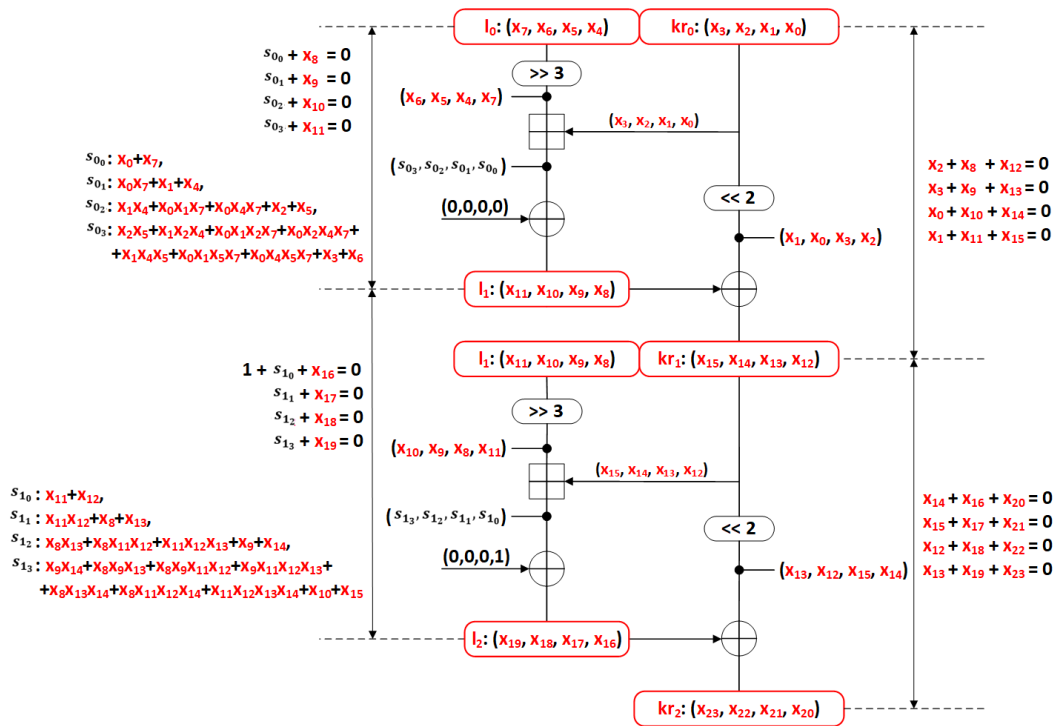 l₀: (x₇, x₆, x₅, x₄)
kr₀: (x₃, x₂, x₁, x₀)
s₀₀ + x₈ = 0
s₀₁ + x₉ = 0
s₀₂ + x₁₀ = 0
s₀₃ + x₁₁ = 0
>> 3
(x₆, x₅, x₄, x₇)
(x₃, x₂, x₁, x₀)
s₀₀: x₀+x₇,
s₀₁: x₀x₇+x₁+x₄,
s₀₂: x₁x₄+x₀x₁x₇+x₀x₄x₇+x₂+x₅,
s₀₃: x₂x₅+x₁x₂x₄+x₀x₁x₂x₇+x₀x₂x₄x₇+
+x₁x₄x₅+x₀x₁x₅x₇+x₀x₄x₅x₇+x₃+x₆
(s₀₃, s₀₂, s₀₁, s₀₀)
(0,0,0,0)
<< 2
(x₁, x₀, x₃, x₂)
x₂ + x₈ + x₁₂ = 0
x₃ + x₉ + x₁₃ = 0
x₀ + x₁₀ + x₁₄ = 0
x₁ + x₁₁ + x₁₅ = 0
l₁: (x₁₁, x₁₀, x₉, x₈)
l₁: (x₁₁, x₁₀, x₉, x₈)
kr₁: (x₁₅, x₁₄, x₁₃, x₁₂)
1 + s₁₀ + x₁₆ = 0
s₁₁ + x₁₇ = 0
s₁₂ + x₁₈ = 0
s₁₃ + x₁₉ = 0
>> 3
(x₁₀, x₉, x₈, x₁₁)
(x₁₅, x₁₄, x₁₃, x₁₂)
s₁₀: x₁₁+x₁₂,
s₁₁: x₁₁x₁₂+x₈+x₁₃,
s₁₂: x₉x₁₃+x₈x₁₁x₁₂+x₁₁x₁₂x₁₃+x₉+x₁₄,
s₁₃: x₉x₁₄+x₈x₉x₁₃+x₈x₉x₁₁x₁₂+x₉x₁₁x₁₂x₁₃+
+x₈x₁₃x₁₄+x₈x₁₁x₁₂x₁₄+x₁₁x₁₂x₁₃x₁₄+x₁₀+x₁₅
(s₁₃, s₁₂, s₁₁, s₁₀)
(0,0,0,1)
<< 2
(x₁₃, x₁₂, x₁₅, x₁₄)
x₁₄ + x₁₆ + x₂₀ = 0
x₁₅ + x₁₇ + x₂₁ = 0
x₁₂ + x₁₈ + x₂₂ = 0
x₁₃ + x₁₉ + x₂₃ = 0
l₂: (x₁₉, x₁₈, x₁₇, x₁₆)
kr₂: (x₂₃, x₂₂, x₂₁, x₂₀)